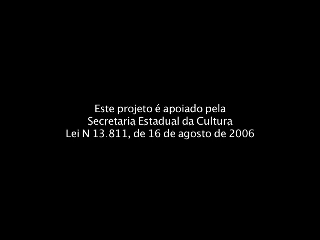 Este projeto é apoiado pela
Secretaria Estadual da Cultura
Lei N 13.811, de 16 de agosto de 2006